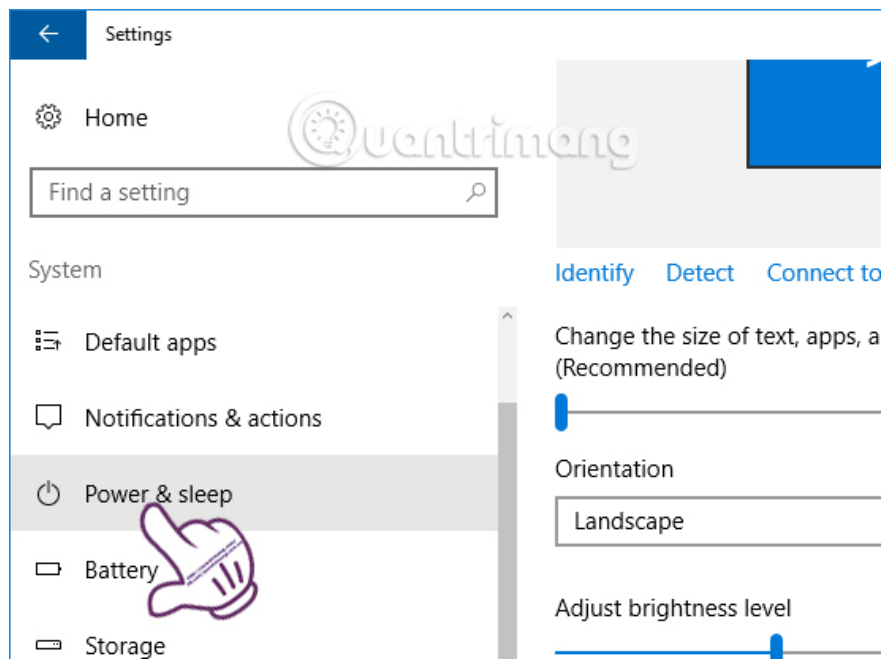 Settings
Home
Quantrimang
Find a setting
System
Default apps
Notifications & actions
Power & sleep
Battery
Storage
Identify Detect Connect to
Change the size of text, apps, a
(Recommended)
Orientation
Landscape
Adjust brightness level